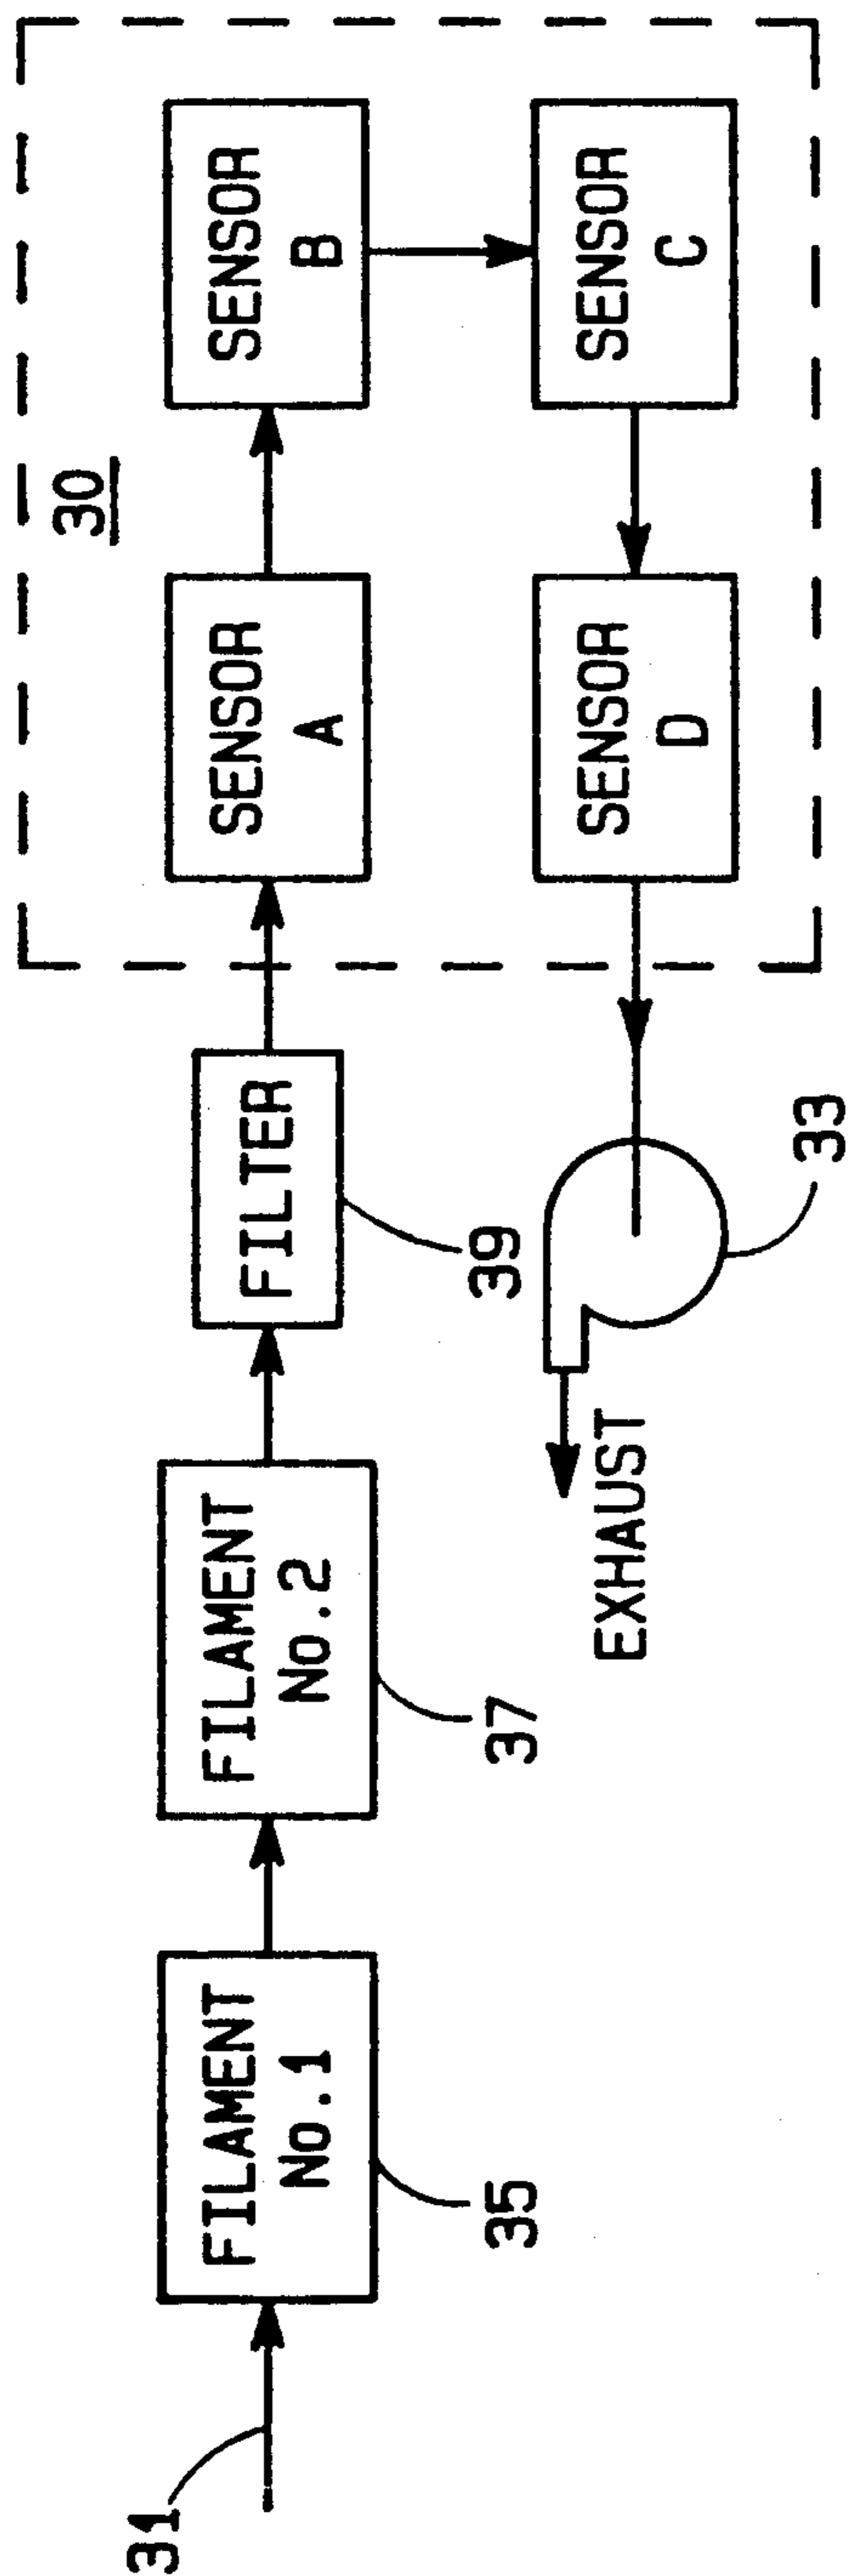 31
FILAMENT
No.1
35
FILAMENT
No.2
37
FILTER
39
30
SENSOR
A
SENSOR
B
SENSOR
C
SENSOR
D
33
EXHAUST